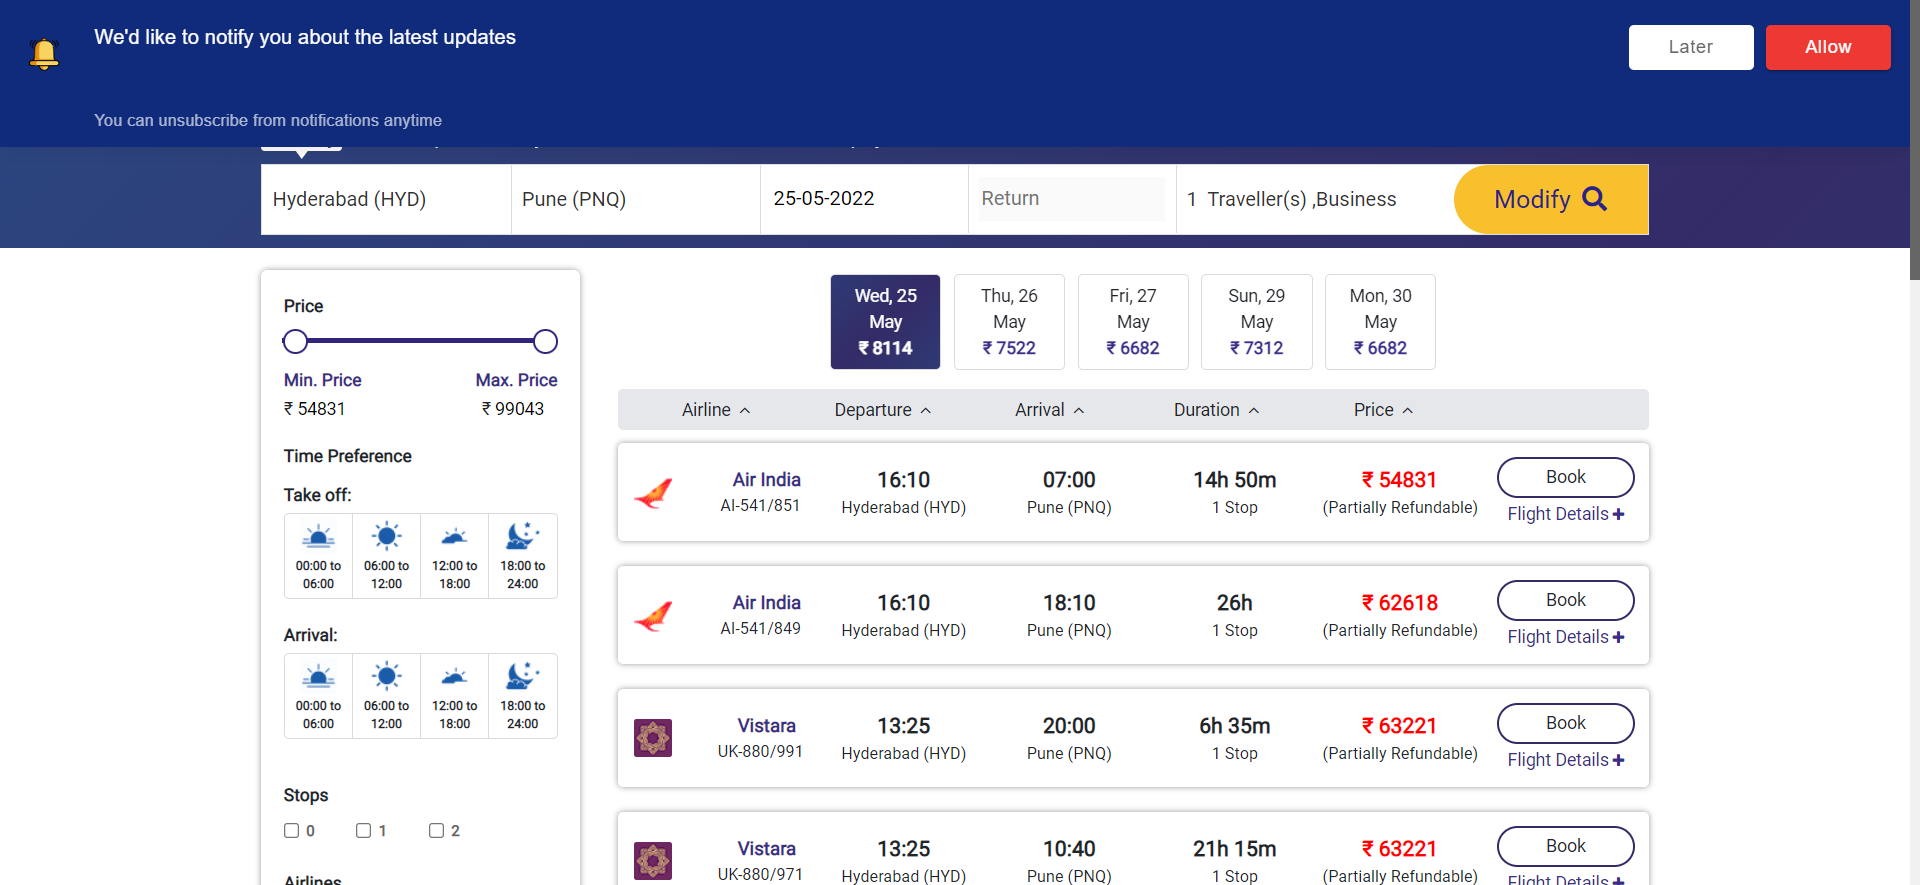 We'd like to notify you about the latest updates
Later
Allow
You can unsubscribe from notifications anytime
Hyderabad (HYD)
Pune (PNQ)
25-05-2022
Return
1 Traveller(s) ,Business
Modify
Price
Min. Price
Max. Price
₹ 54831
₹ 99043
Time Preference
Take off:
00:00 to
06:00
06:00 to
12:00
12:00 to
18:00
18:00 to
24:00
Arrival:
00:00 to
06:00
06:00 to
12:00
12:00 to
18:00
18:00 to
24:00
Stops
0
1
2
Airlines
Wed, 25
May
₹ 8114
Thu, 26
May
₹ 7522
Fri, 27
May
₹ 6682
Sun, 29
May
₹ 7312
Mon, 30
May
₹ 6682
Airline
Departure
Arrival
Duration
Price
Air India
AI-541/851
16:10
Hyderabad (HYD)
07:00
Pune (PNQ)
14h 50m
1 Stop
₹ 54831
(Partially Refundable)
Book
Flight Details
Air India
AI-541/849
16:10
Hyderabad (HYD)
18:10
Pune (PNQ)
26h
1 Stop
₹ 62618
(Partially Refundable)
Book
Flight Details
Vistara
UK-880/991
13:25
Hyderabad (HYD)
20:00
Pune (PNQ)
6h 35m
1 Stop
₹ 63221
(Partially Refundable)
Book
Flight Details
Vistara
UK-880/971
13:25
Hyderabad (HYD)
10:40
Pune (PNQ)
21h 15m
1 Stop
₹ 63221
(Partially Refundable)
Book
Flight Details